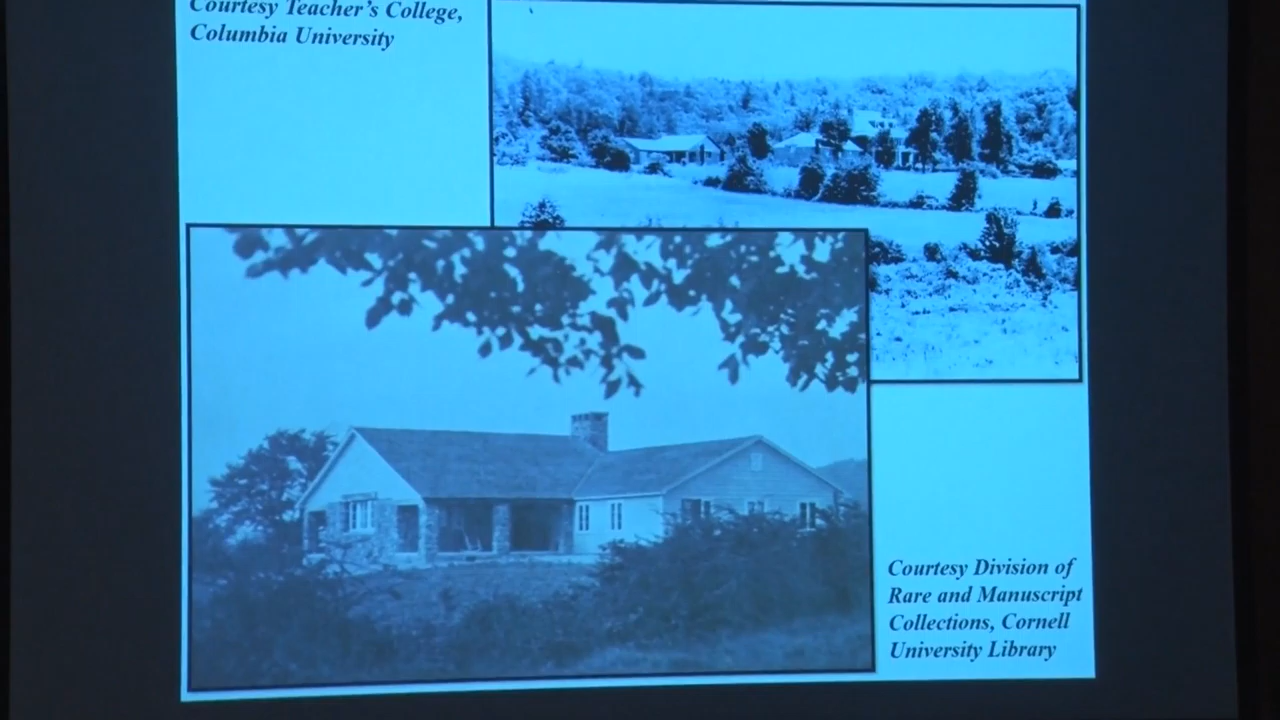 Courtesy Teacher's College,
Columbia University
Courtesy Division of
Rare and Manuscript
Collections, Cornell
University Library